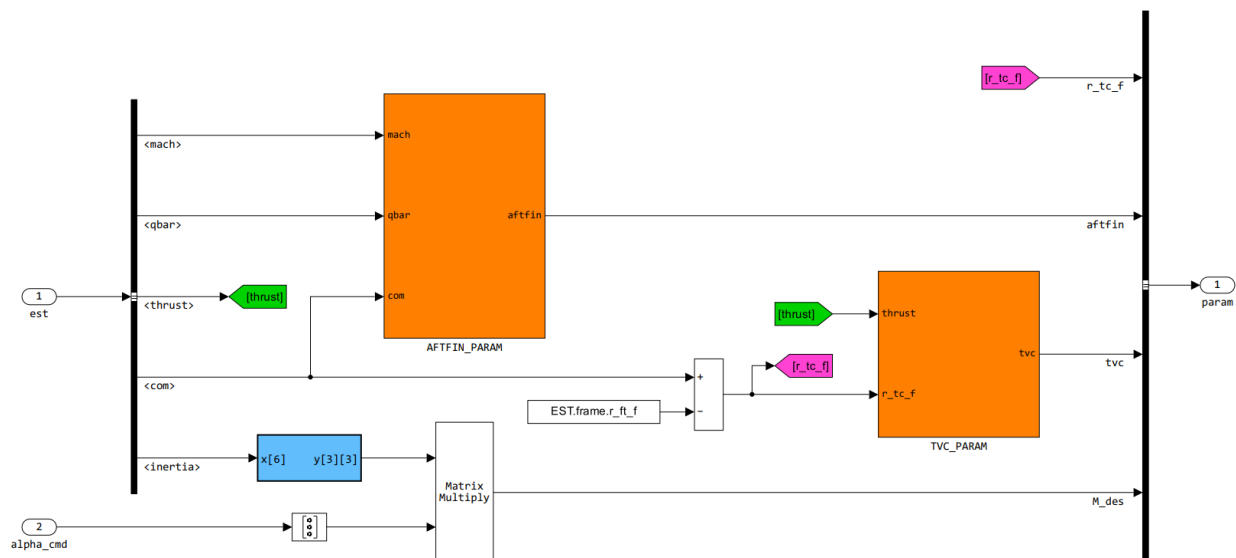 [r_tc_f]
r_tc_f
mach
<mach>
qbar
aftfin
<qbar>
aftfin
1
est
[thrust]
<thrust>
com
1
param
[thrust]
thrust
AFTFIN_PARAM
tvc
tvc
[r_tc_f]
<com>
+
r_tc_f
EST.frame.r_ft_f
−
TVC_PARAM
<inertia>
x[6] y[3][3]
Matrix
Multiply
M_des
2
alpha_cmd